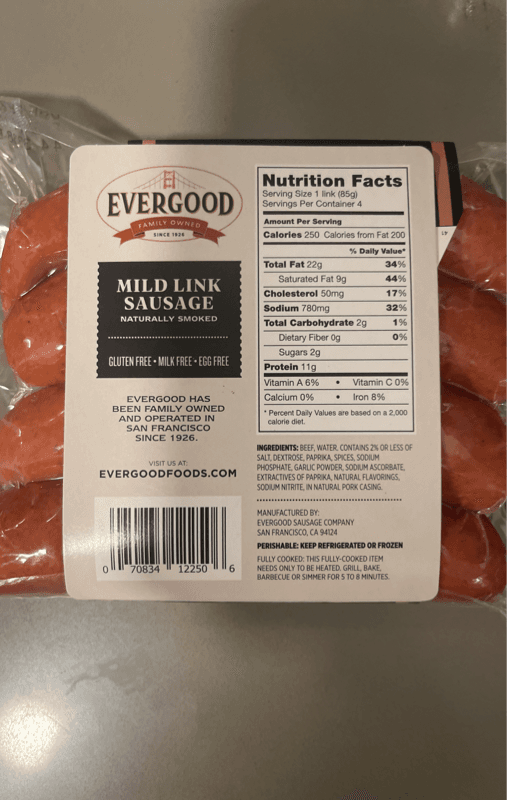 EVERGOOD
FAMILY OWNED
SINCE 1926
MILD LINK
SAUSAGE
NATURALLY SMOKED
GLUTEN FREE • MILK FREE • EGG FREE
EVERGOOD HAS
BEEN FAMILY OWNED
AND OPERATED IN
SAN FRANCISCO
SINCE 1926.
VISIT US AT:
EVERGOODFOODS.COM
0 70834 12250 6
Nutrition Facts
Serving Size 1 link (85g)
Servings Per Container 4
Amount Per Serving
Calories 250 Calories from Fat 200
% Daily Value*
Total Fat 22g 34%
Saturated Fat 9g 44%
Cholesterol 50mg 17%
Sodium 780mg 32%
Total Carbohydrate 2g 1%
Dietary Fiber 0g 0%
Sugars 2g
Protein 11g
Vitamin A 6% • Vitamin C 0%
Calcium 0% • Iron 8%
* Percent Daily Values are based on a 2,000
calorie diet.
INGREDIENTS: BEEF, WATER, CONTAINS 2% OR LESS OF
SALT, DEXTROSE, PAPRIKA, SPICES, SODIUM
PHOSPHATE, GARLIC POWDER, SODIUM ASCORBATE,
EXTRACTIVES OF PAPRIKA, NATURAL FLAVORINGS,
SODIUM NITRITE, IN NATURAL PORK CASING.
MANUFACTURED BY:
EVERGOOD SAUSAGE COMPANY
SAN FRANCISCO, CA 94124
PERISHABLE: KEEP REFRIGERATED OR FROZEN
FULLY COOKED: THIS FULLY-COOKED ITEM
NEEDS ONLY TO BE HEATED. GRILL, BAKE,
BARBECUE OR SIMMER FOR 5 TO 8 MINUTES.